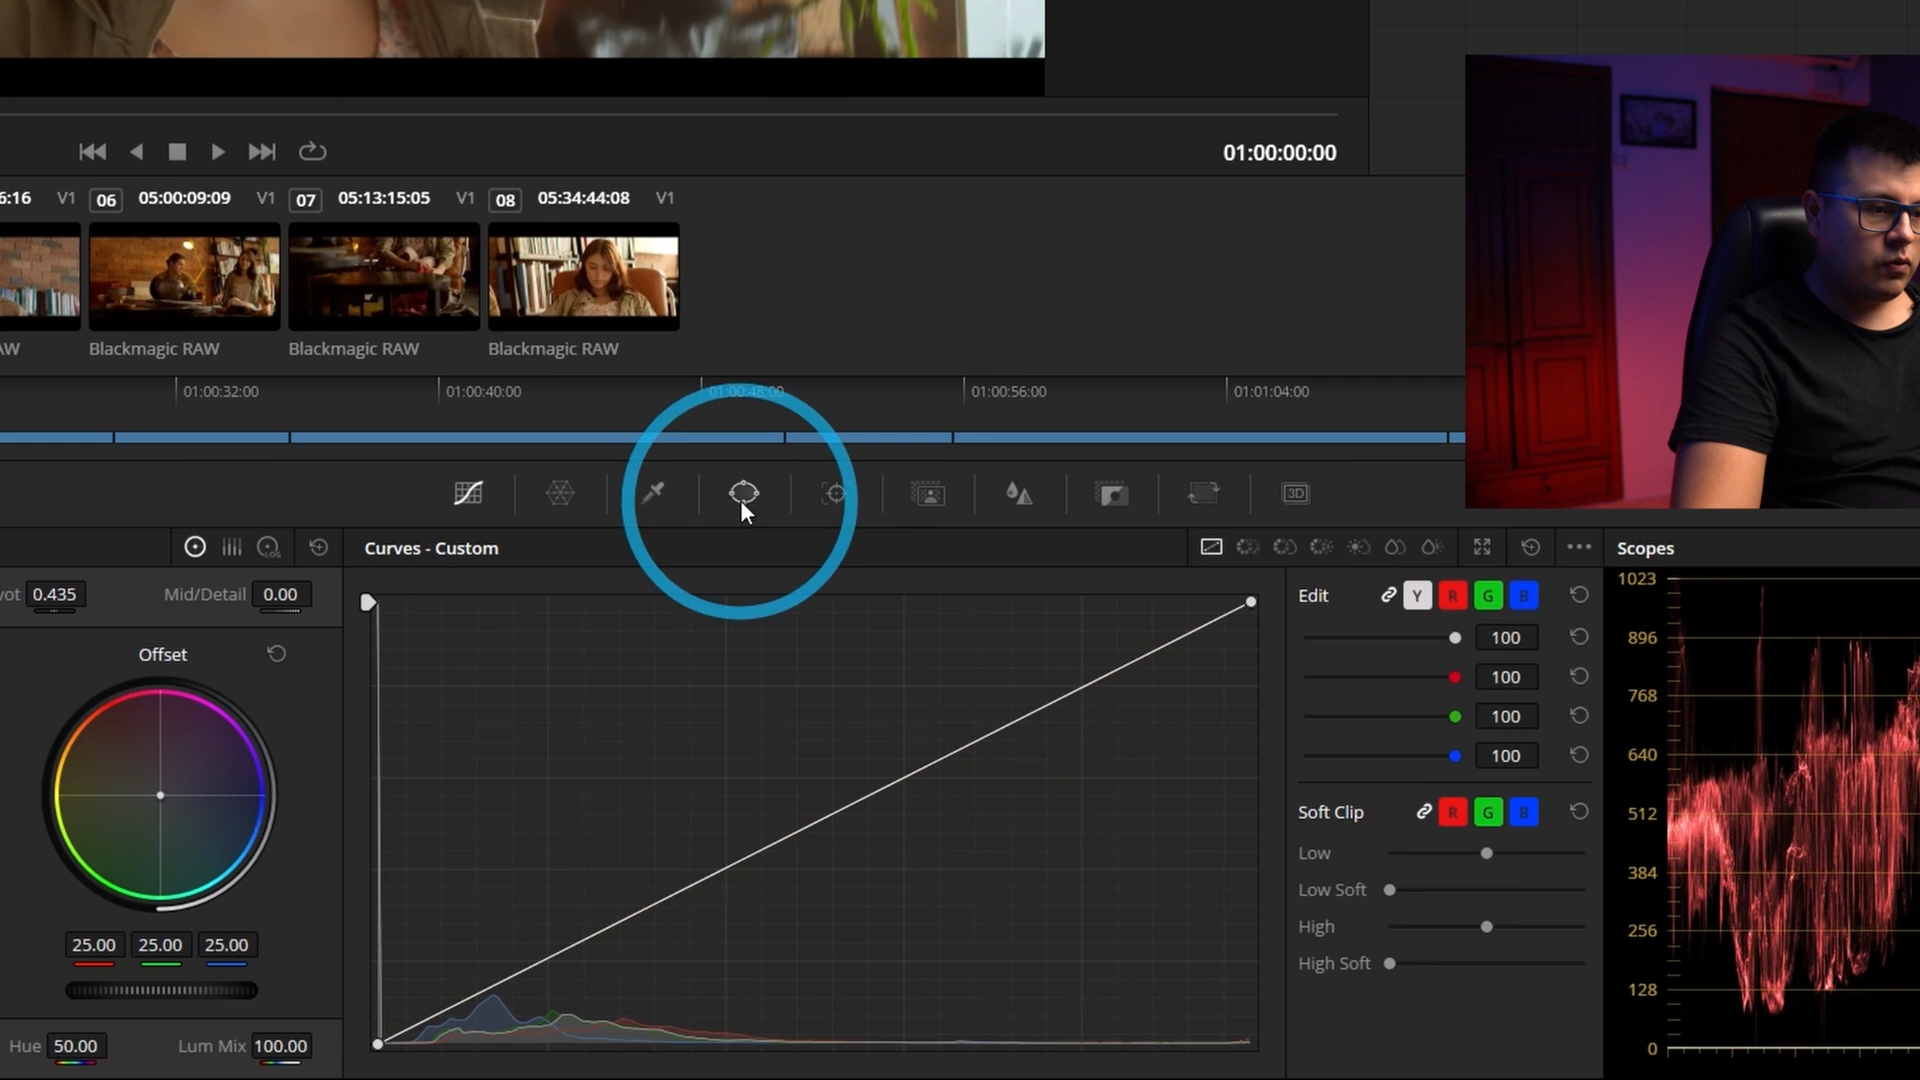 01:00:00:00
6:16 V1 06 05:00:09:09 V1 07 05:13:15:05 V1 08 05:34:44:08 V1
AW Blackmagic RAW Blackmagic RAW Blackmagic RAW
01:00:32:00 01:00:40:00 01:00:48:00 01:00:56:00 01:01:04:00
3D
LOG
Curves - Custom
Scopes
vot 0.435 Mid/Detail 0.00
Offset
25.00 25.00 25.00
Hue 50.00 Lum Mix 100.00
Edit Y R G B
100
100
100
100
Soft Clip R G B
Low
Low Soft
High
High Soft
1023
896
768
640
512
384
256
128
0